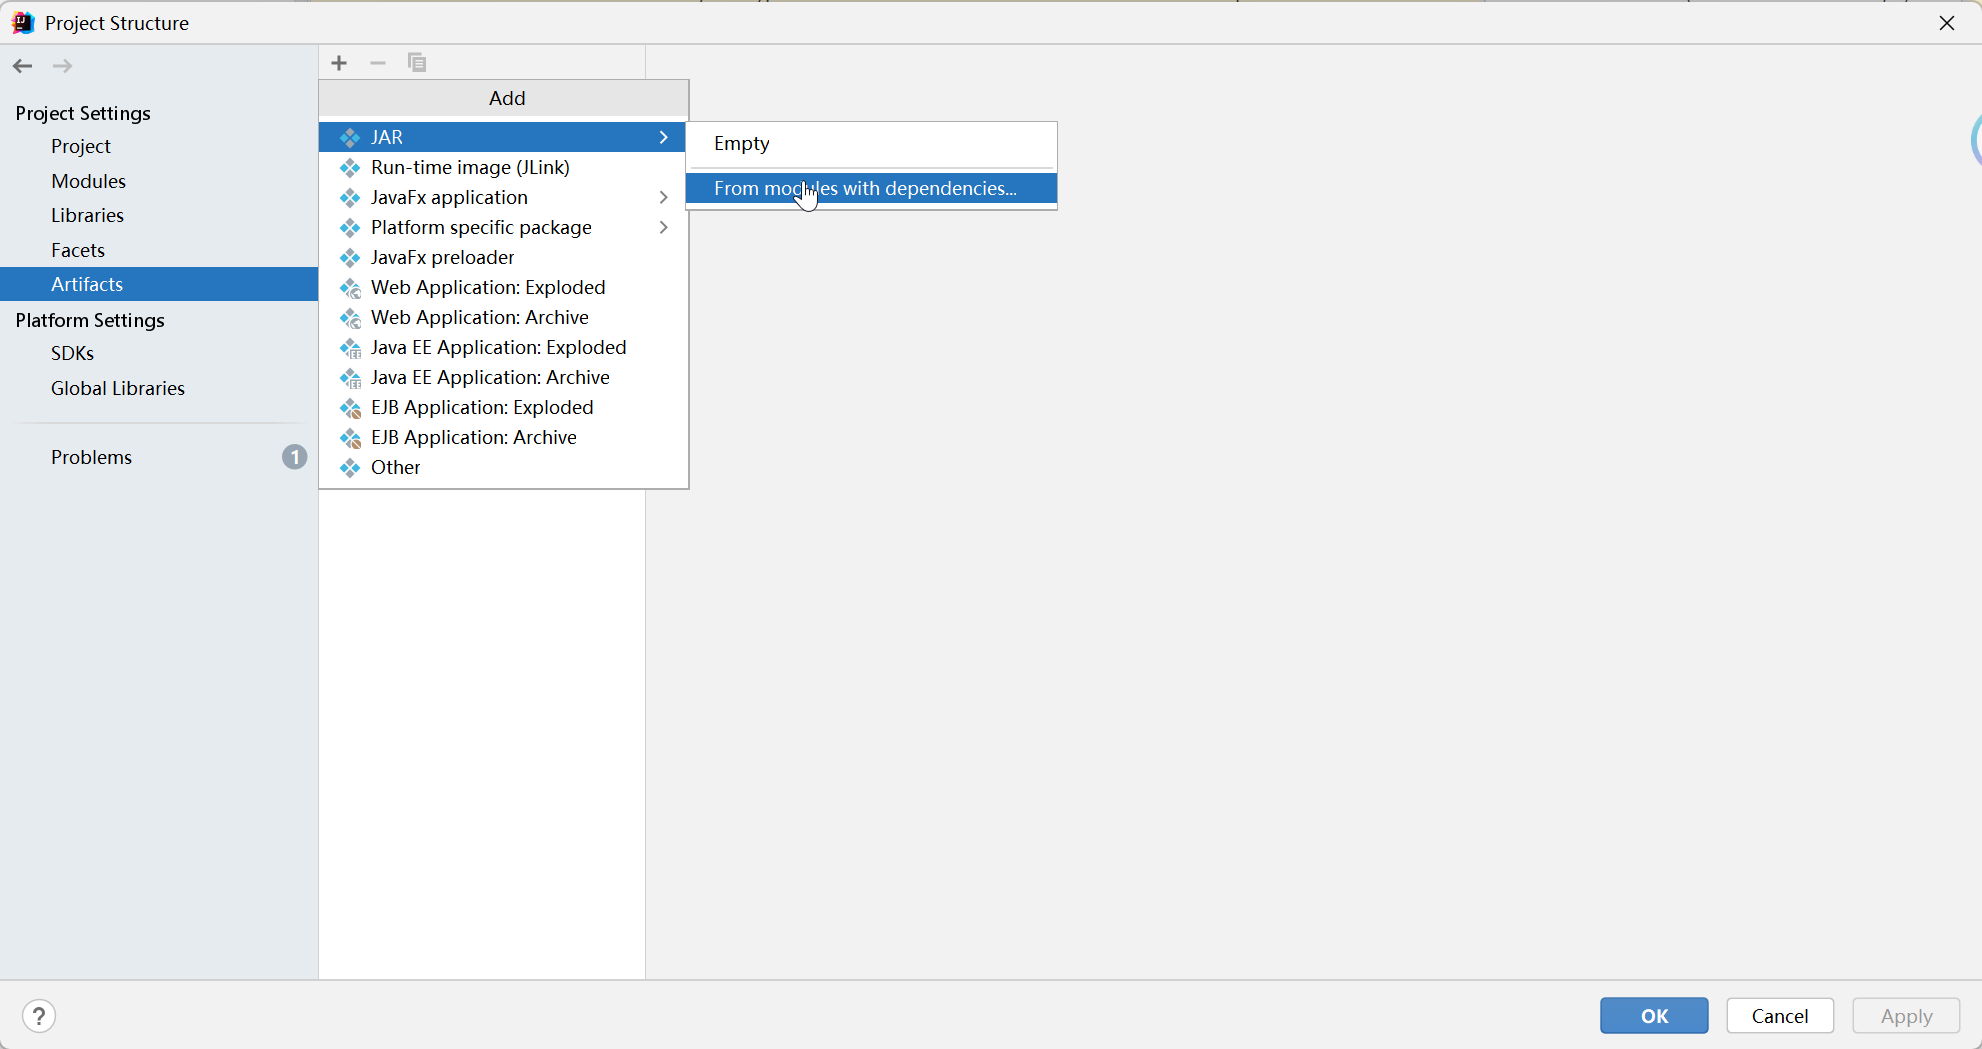 Project Structure
Project Settings
Project
Modules
Libraries
Facets
Artifacts
Platform Settings
SDKs
Global Libraries
Problems
1
Add
JAR
Run-time image (JLink)
JavaFx application
Platform specific package
JavaFx preloader
Web Application: Exploded
Web Application: Archive
Java EE Application: Exploded
Java EE Application: Archive
EJB Application: Exploded
EJB Application: Archive
Other
Empty
From modules with dependencies...
?
OK
Cancel
Apply